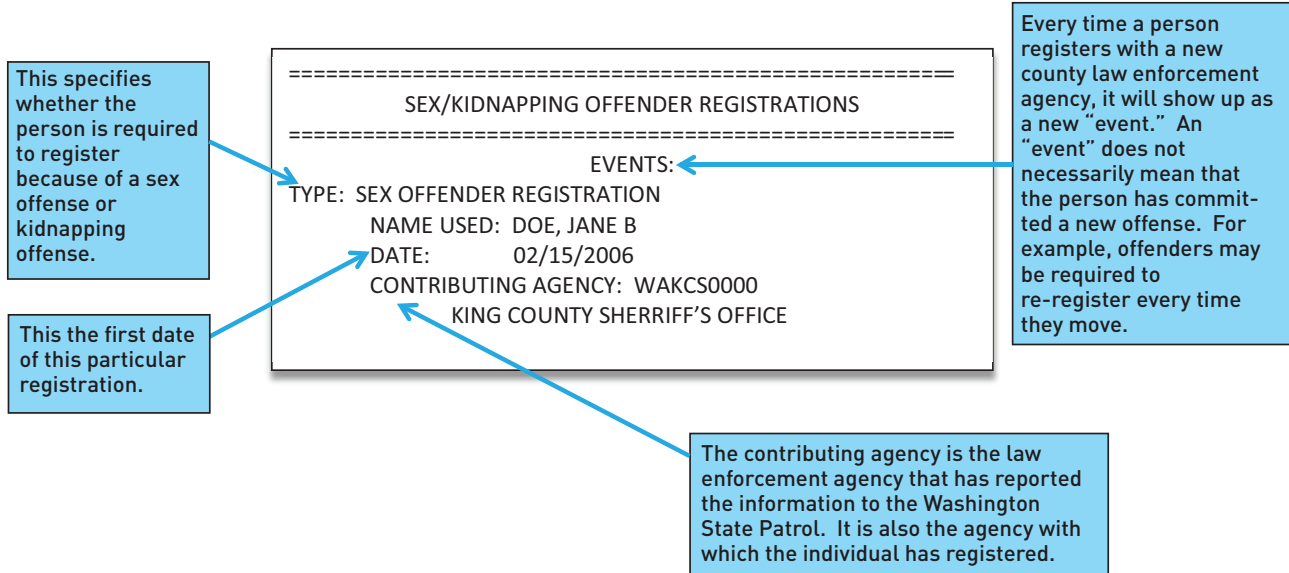 This specifies
whether the
person is required
to register
because of a sex
offense or
kidnapping
offense.
This the first date
of this particular
registration.
======================================================
SEX/KIDNAPPING OFFENDER REGISTRATIONS
======================================================
EVENTS:
TYPE: SEX OFFENDER REGISTRATION
NAME USED: DOE, JANE B
DATE: 02/15/2006
CONTRIBUTING AGENCY: WAKCS0000
KING COUNTY SHERRIFF'S OFFICE
Every time a person
registers with a new
county law enforcement
agency, it will show up as
a new “event.” An
“event” does not
necessarily mean that
the person has commit-
ted a new offense. For
example, offenders may
be required to
re-register every time
they move.
The contributing agency is the law
enforcement agency that has reported
the information to the Washington
State Patrol. It is also the agency with
which the individual has registered.